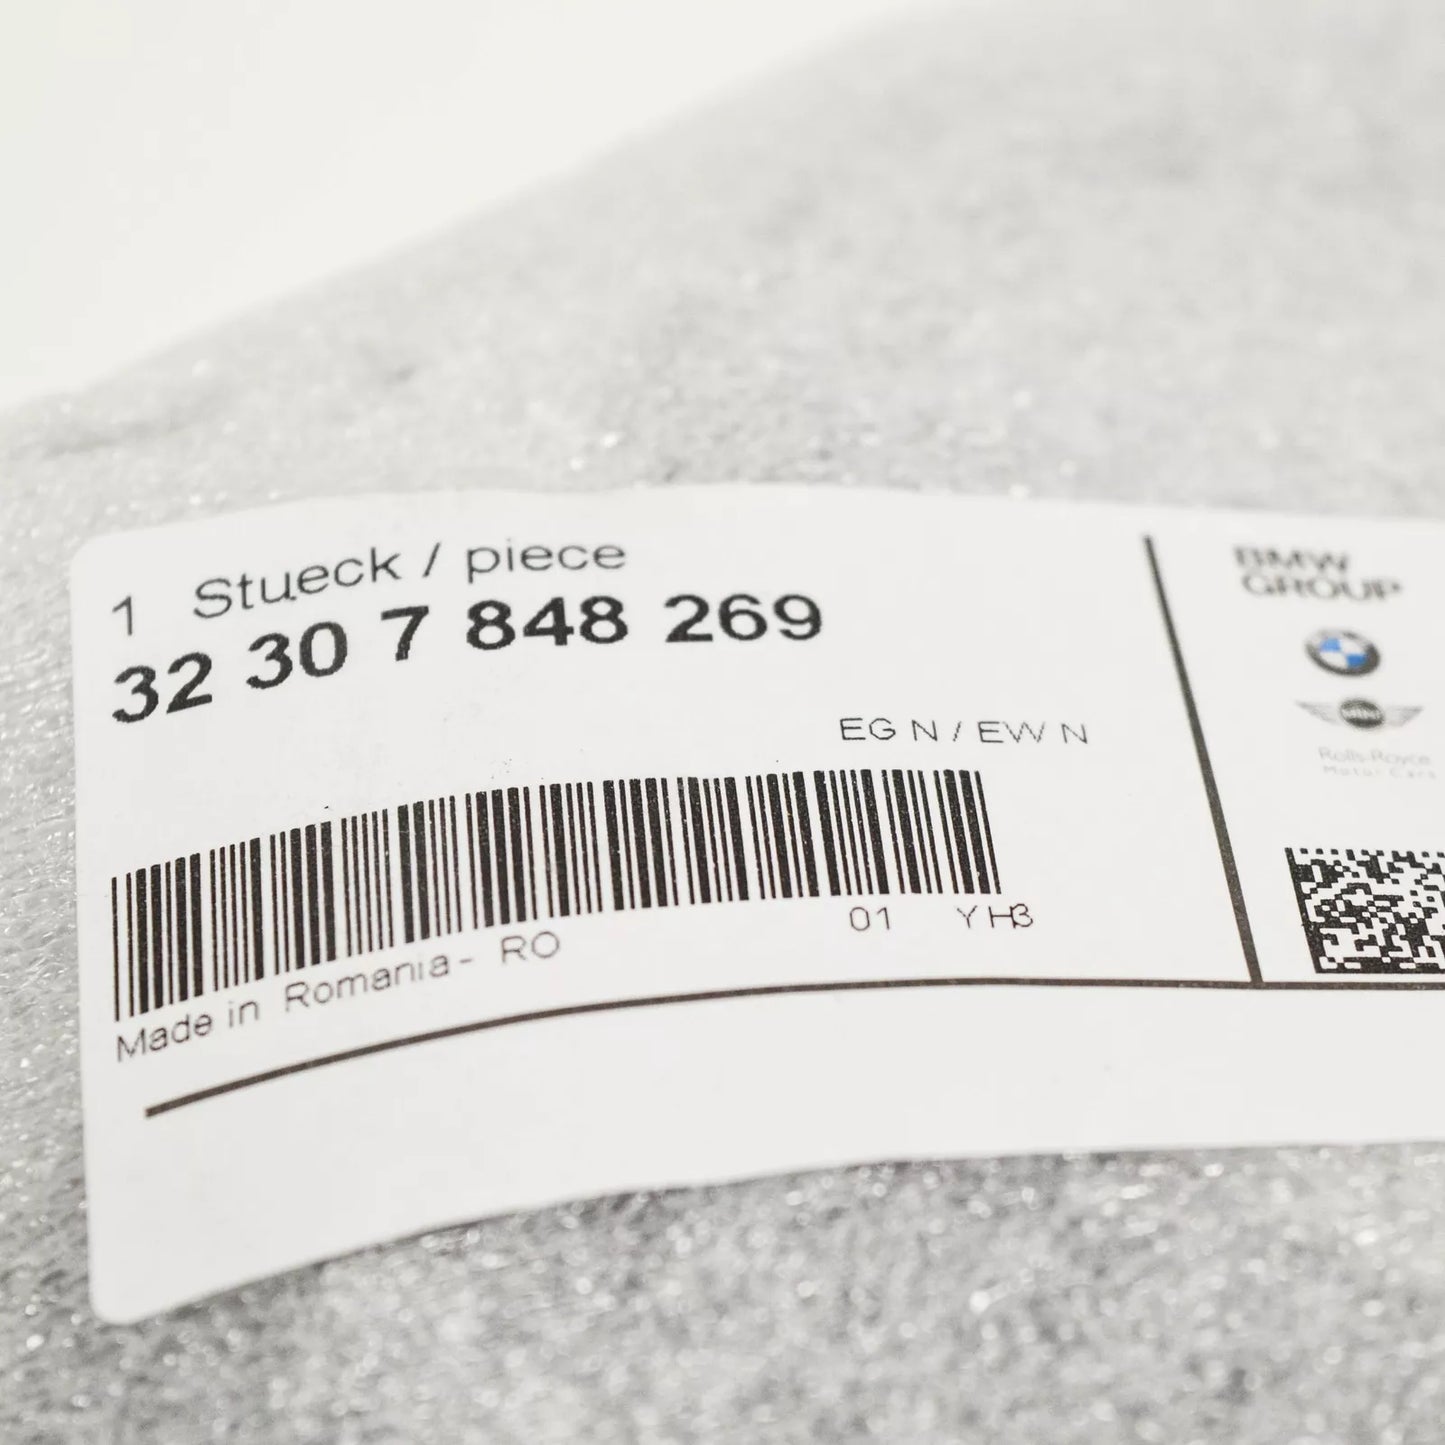 1 Stueck / piece
32 30 7 848 269
EG N / EW N
01 YH3
Made in Romania - RO
BMW
GROUP
MINI
Rolls-Royce
Motor Cars